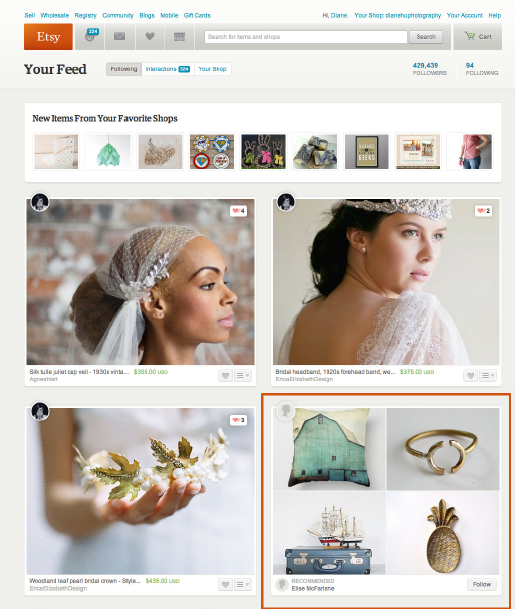 Sell Wholesale Registry Community Blogs Mobile Gift Cards
Hi, Diane. Your Shop: dianehuphotography Your Account Help
Etsy
324
Search for items and shops
Search
Cart
Your Feed
Following
Interactions 324
Your Shop
429,439
FOLLOWERS
94
FOLLOWING
New Items From Your Favorite Shops
GEEKS
4
2
Silk tulle juliet cap veil - 1930s vinta... $355.00 USD
AgnesHart
Bridal headband, 1920s forehead band, we... $375.00 USD
EricaElizabethDesign
3
Woodland leaf pearl bridal crown - Style... $435.00 USD
EricaElizabethDesign
RECOMMENDED
Elise McFarlane
Follow